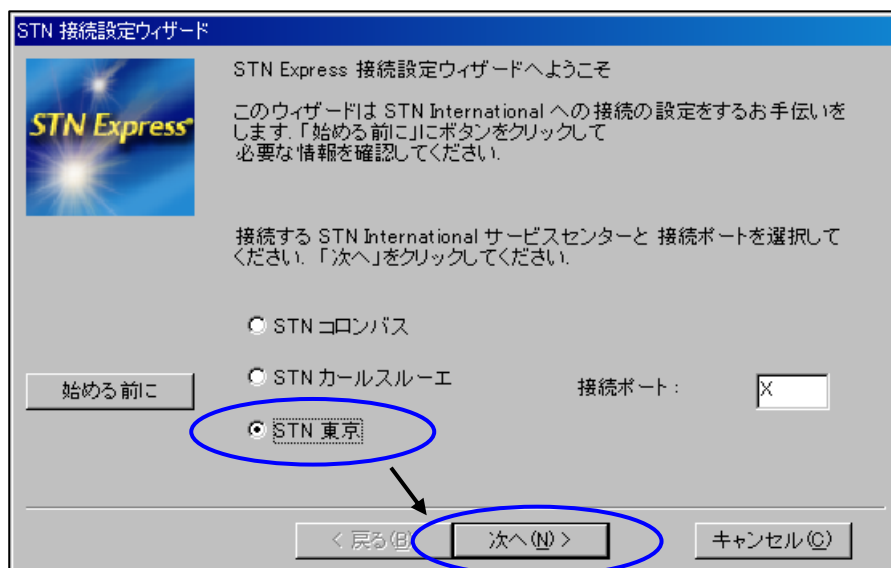 STN 接続設定ウィザード
STN Express
STN Express 接続設定ウィザードへようこそ
このウィザードは STN International への接続の設定をするお手伝いを
します.「始める前に」にボタンをクリックして
必要な情報を確認してください.
接続する STN International サービスセンターと 接続ポートを選択して
ください. 「次へ」をクリックしてください.
STN コロンバス
STN カールスルーエ
接続ポート :
X
始める前に
STN 東京
< 戻る(B)
次へ(N) >
キャンセル(C)